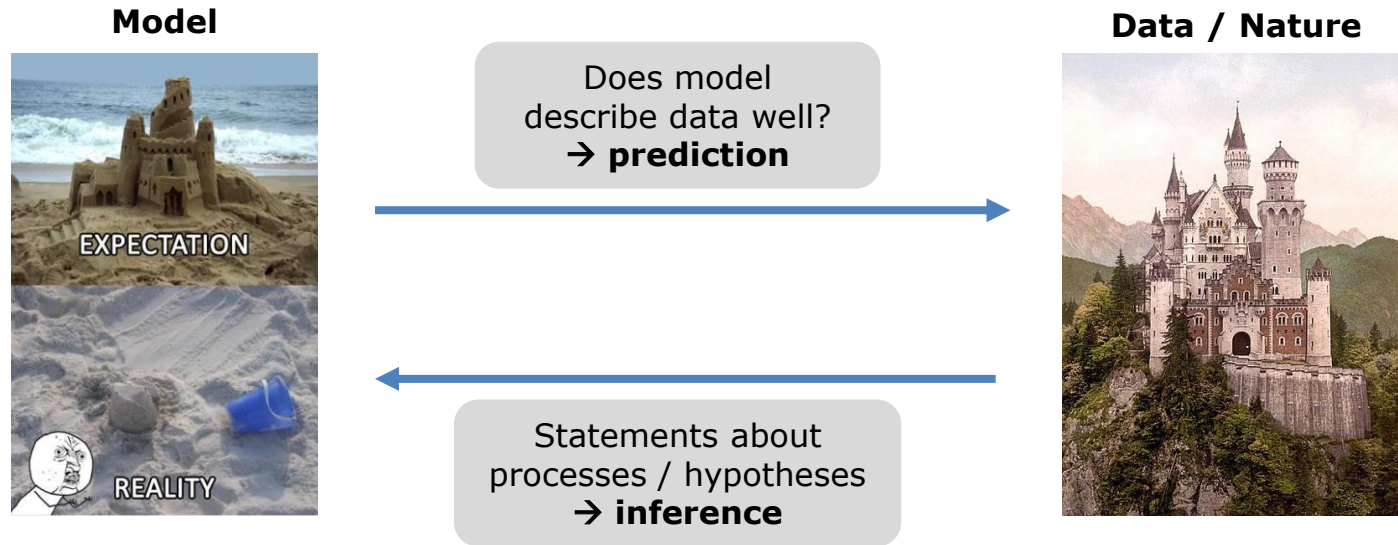 Model
Data / Nature
Does model
describe data well?
→ prediction
EXPECTATION
REALITY
Statements about
processes / hypotheses
→ inference